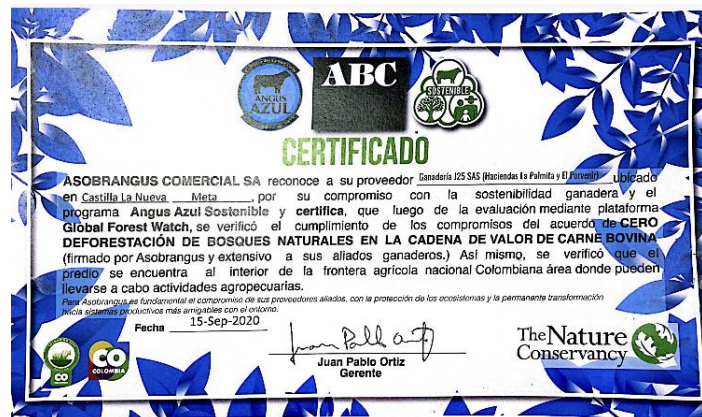 ANGUS
AZUL
ABC
SOSTENIBLE
CERTIFICADO
ASOBRANGUS COMERCIAL SA reconoce a su proveedor Ganadería J25 SAS (Haciendas La Palmita y El Porvenir) ubicado
en Castilla La Nueva Meta, por su compromiso con la sostenibilidad ganadera y el
programa Angus Azul Sostenible y certifica, que luego de la evaluación mediante plataforma
Global Forest Watch, se verificó el cumplimiento de los compromisos del acuerdo de CERO
DEFORESTACIÓN DE BOSQUES NATURALES EN LA CADENA DE VALOR DE CARNE BOVINA
(firmado por Asobrangus y extensivo a sus aliados ganaderos.) Así mismo, se verificó que el
predio se encuentra al interior de la frontera agrícola nacional Colombiana área donde pueden
llevarse a cabo actividades agropecuarias.
Para Asobrangus es fundamental el compromiso de sus proveedores aliados, con la protección de los ecosistemas y la permanente transformación
hacia sistemas productivos más amigables con el entorno.
Fecha 15-Sep-2020
Juan Pablo Ortiz
Gerente
CO
CO
COLOMBIA
The Nature
Conservancy